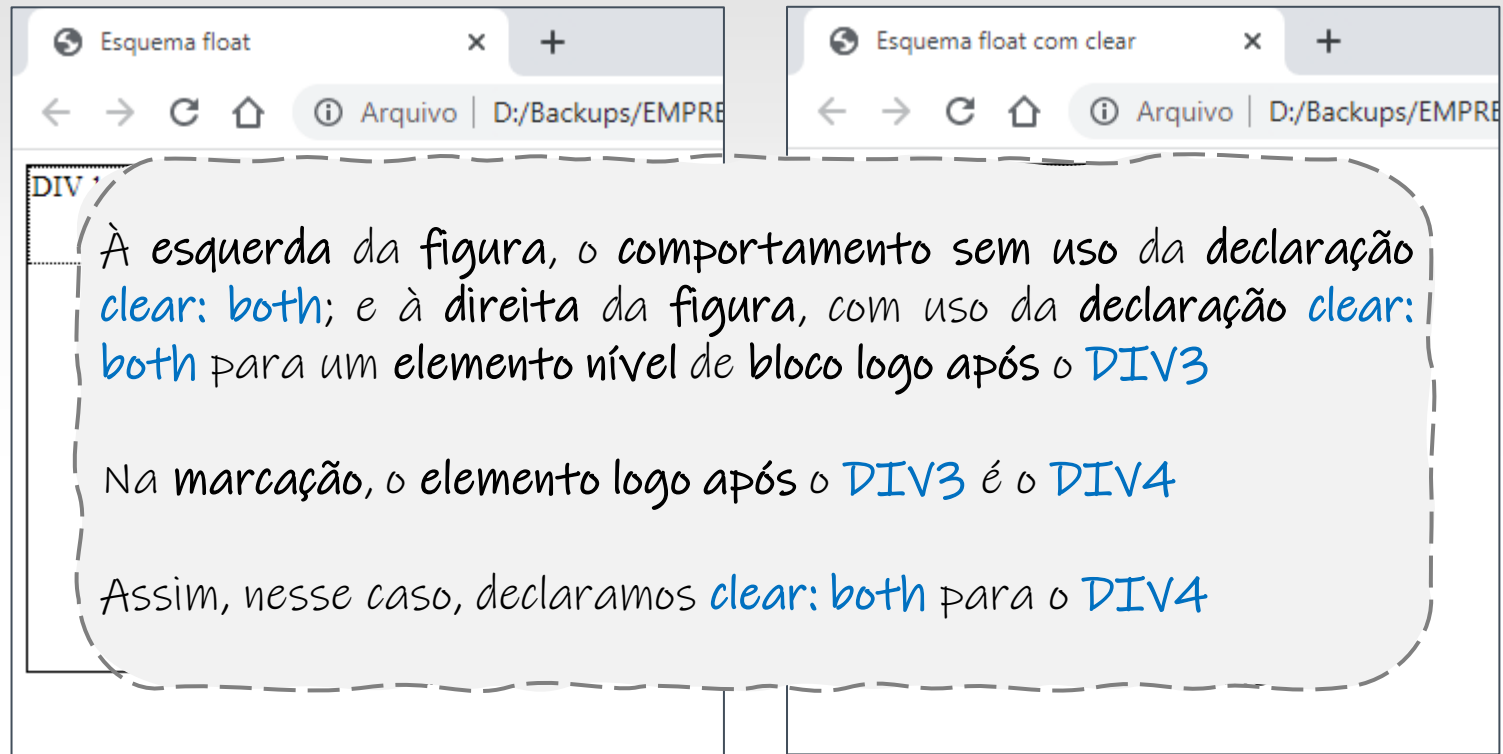 Esquema float
Arquivo | D:/Backups/EMPRE
Esquema float com clear
Arquivo | D:/Backups/EMPRE
DIV
À esquerda da figura, o comportamento sem uso da declaração
clear: both; e à direita da figura, com uso da declaração clear:
both para um elemento nível de bloco logo após o DIV3
Na marcação, o elemento logo após o DIV3 é o DIV4
Assim, nesse caso, declaramos clear: both para o DIV4